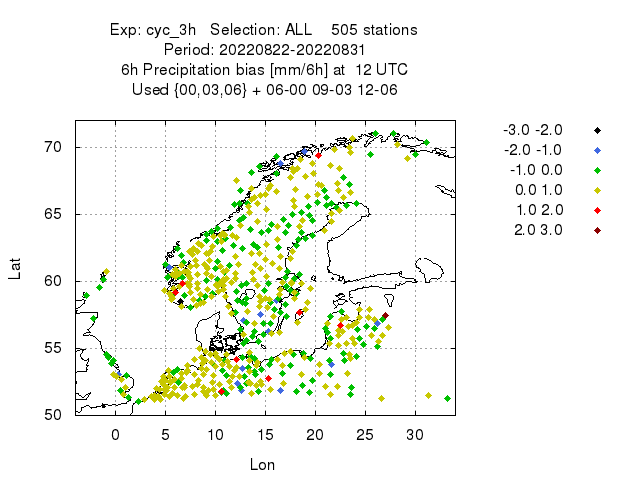 Exp: cyc_3h   Selection: ALL    505 stations
Period: 20220822-20220831
6h Precipitation bias [mm/6h] at  12 UTC
Used {00,03,06} + 06-00 09-03 12-06
-3.0 -2.0
-2.0 -1.0
-1.0 0.0
0.0 1.0
1.0 2.0
2.0 3.0
70
65
60
55
50
Lat
0 5 10 15 20 25 30
Lon